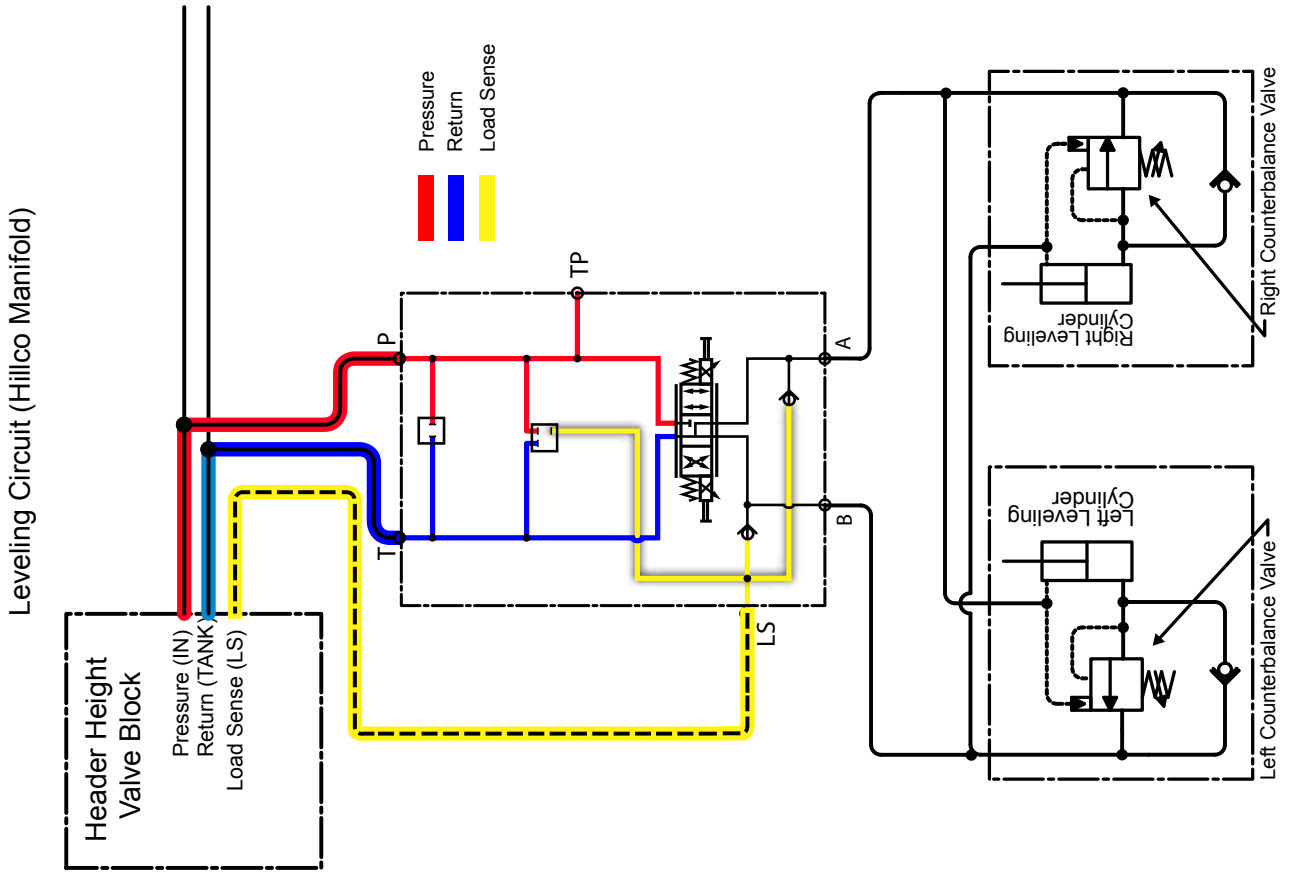 Leveling Circuit (Hillco Manifold)
Header Height
Valve Block
Pressure (IN)
Return (TANK)
Load Sense (LS)
Pressure
Return
Load Sense
T
P
TP
LS
B
A
Left Leveling
Cylinder
Left Counterbalance Valve
Right Leveling
Cylinder
Right Counterbalance Valve